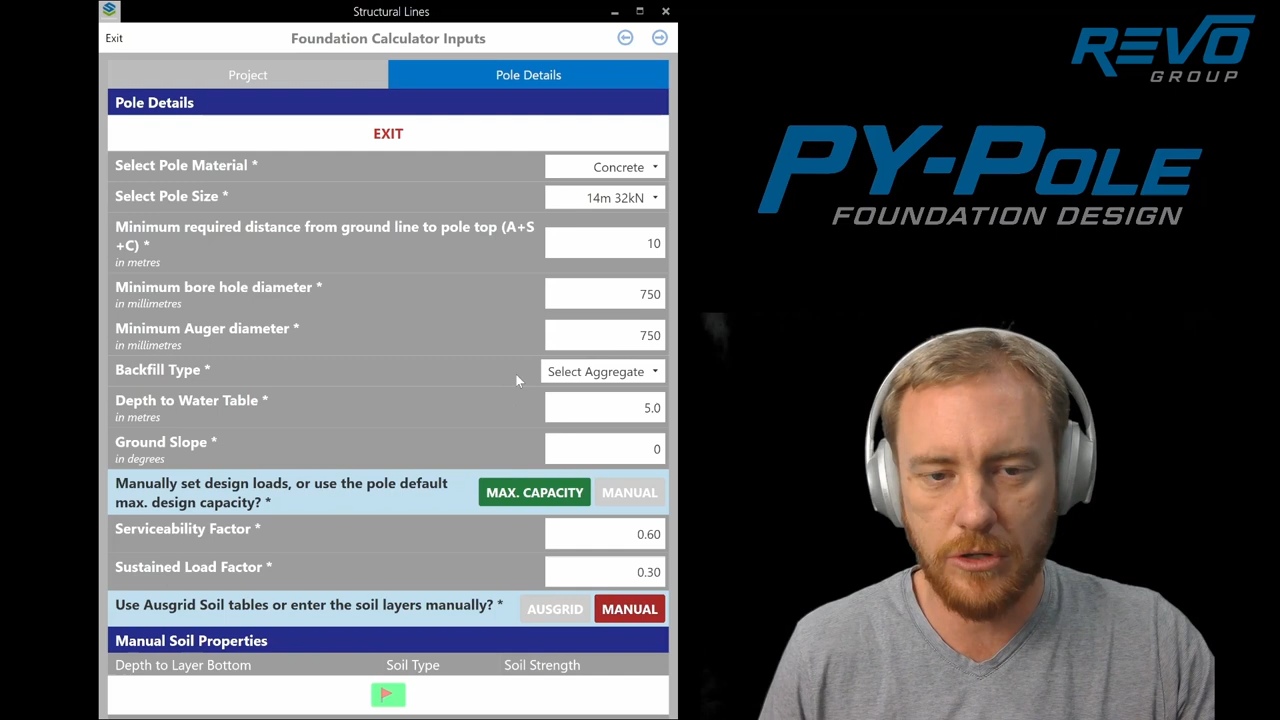 Structural Lines
Exit
Foundation Calculator Inputs
Project
Pole Details
Pole Details
EXIT
Select Pole Material *
Concrete
Select Pole Size *
14m 32kN
Minimum required distance from ground line to pole top (A+S
+C) *
in metres
10
Minimum bore hole diameter *
in millimetres
750
Minimum Auger diameter *
in millimetres
750
Backfill Type *
Select Aggregate
Depth to Water Table *
in metres
5.0
Ground Slope *
in degrees
0
Manually set design loads, or use the pole default
max. design capacity? *
MAX. CAPACITY
MANUAL
Serviceability Factor *
0.60
Sustained Load Factor *
0.30
Use Ausgrid Soil tables or enter the soil layers manually? *
AUSGRID
MANUAL
Manual Soil Properties
Depth to Layer Bottom
Soil Type
Soil Strength
REVO
GROUP
PY-POLE
FOUNDATION DESIGN